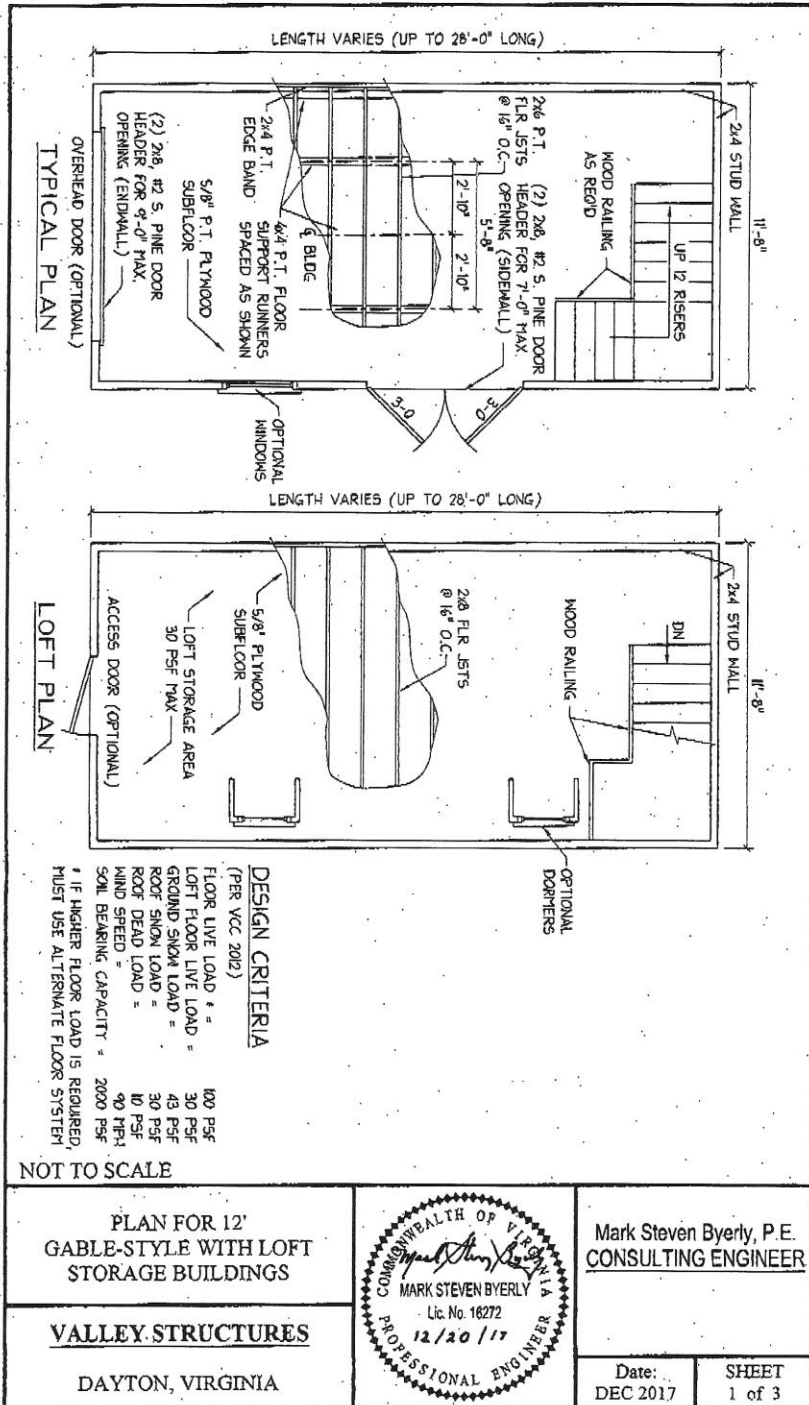 LENGTH VARIES (UP TO 28'-0" LONG)
11'-8"
2x4 STUD WALL
WOOD RAILING
AS REQ'D
UP 12 RISERS
2x6 P.T.
FLR JSTS
@ 16" O.C.
(2) 2x8, #2 S. PINE DOOR
HEADER FOR 7'-0" MAX.
OPENING (SIDEWALL)
2'-10"
2'-10"
5'-8"
℄ BLDG
2x4 P.T.
EDGE BAND
4x4 P.T. FLOOR
SUPPORT RUNNERS
SPACED AS SHOWN
5/8" P.T. PLYWOOD
SUBFLOOR
(2) 2x8, #2 S. PINE DOOR
HEADER FOR 9'-0" MAX.
OPENING (ENDWALL)
3-0
3-0
OPTIONAL
WINDOWS
OVERHEAD DOOR (OPTIONAL)
TYPICAL PLAN
LENGTH VARIES (UP TO 28'-0" LONG)
11'-8"
2x4 STUD WALL
DN
WOOD RAILING
2x8 FLR JSTS
@ 16" O.C.
5/8" PLYWOOD
SUBFLOOR
LOFT STORAGE AREA
30 PSF MAX
OPTIONAL
DORMERS
ACCESS DOOR (OPTIONAL)
LOFT PLAN
DESIGN CRITERIA
(PER VCC 2012)
FLOOR LIVE LOAD * = 100 PSF
LOFT FLOOR LIVE LOAD = 30 PSF
GROUND SNOW LOAD = 43 PSF
ROOF SNOW LOAD = 30 PSF
ROOF DEAD LOAD = 10 PSF
WIND SPEED = 90 MPH
SOIL BEARING CAPACITY = 2000 PSF
* IF HIGHER FLOOR LOAD IS REQUIRED,
MUST USE ALTERNATE FLOOR SYSTEM
NOT TO SCALE
PLAN FOR 12'
GABLE-STYLE WITH LOFT
STORAGE BUILDINGS
VALLEY STRUCTURES
DAYTON, VIRGINIA
COMMONWEALTH OF VIRGINIA
Mark Steven Byerly
MARK STEVEN BYERLY
Lic. No. 16272
12/20/17
PROFESSIONAL ENGINEER
Mark Steven Byerly, P.E.
CONSULTING ENGINEER
Date:
DEC 2017
SHEET
1 of 3